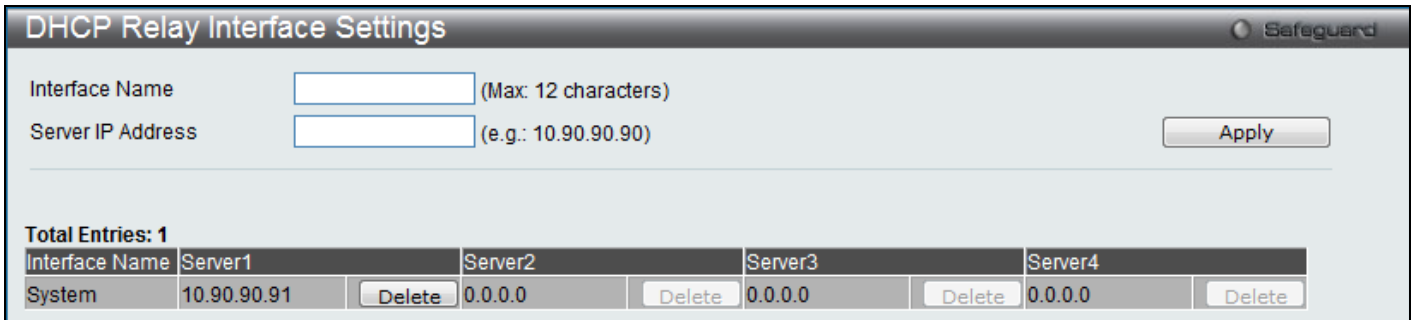 DHCP Relay Interface Settings
Safeguard
Interface Name (Max: 12 characters)
Server IP Address (e.g.: 10.90.90.90) Apply
Total Entries: 1
Interface Name Server1 Server2 Server3 Server4
System 10.90.90.91 Delete 0.0.0.0 Delete 0.0.0.0 Delete 0.0.0.0 Delete